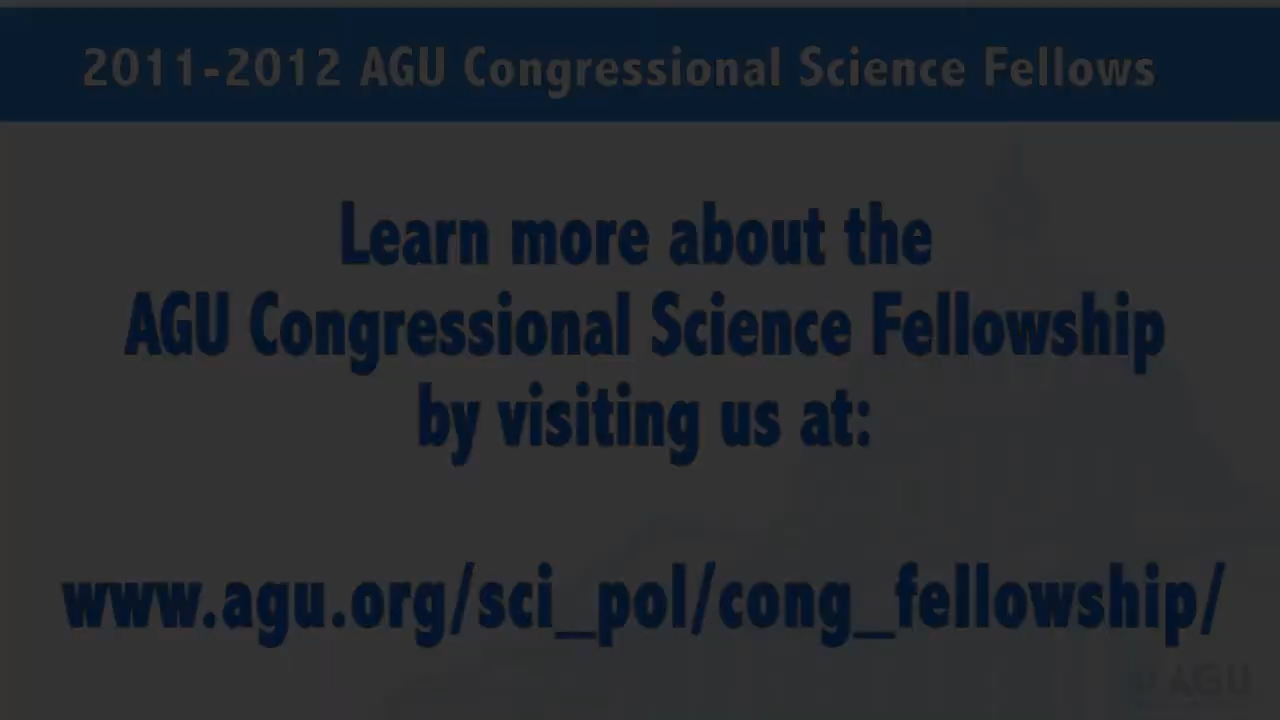 2011-2012 AGU Congressional Science Fellows
Learn more about the
AGU Congressional Science Fellowship
by visiting us at:
www.agu.org/sci_pol/cong_fellowship/
AGU